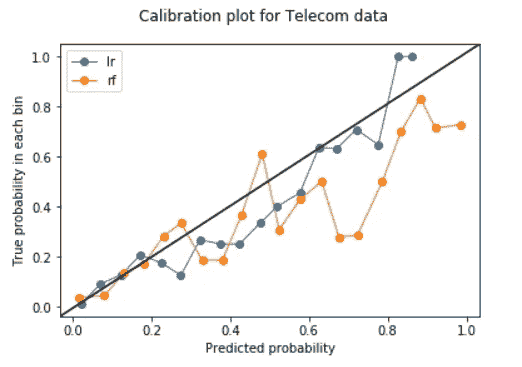 Calibration plot for Telecom data
lr
rf
True probability in each bin
1.0
0.8
0.6
0.4
0.2
0.0
0.0 0.2 0.4 0.6 0.8 1.0
Predicted probability